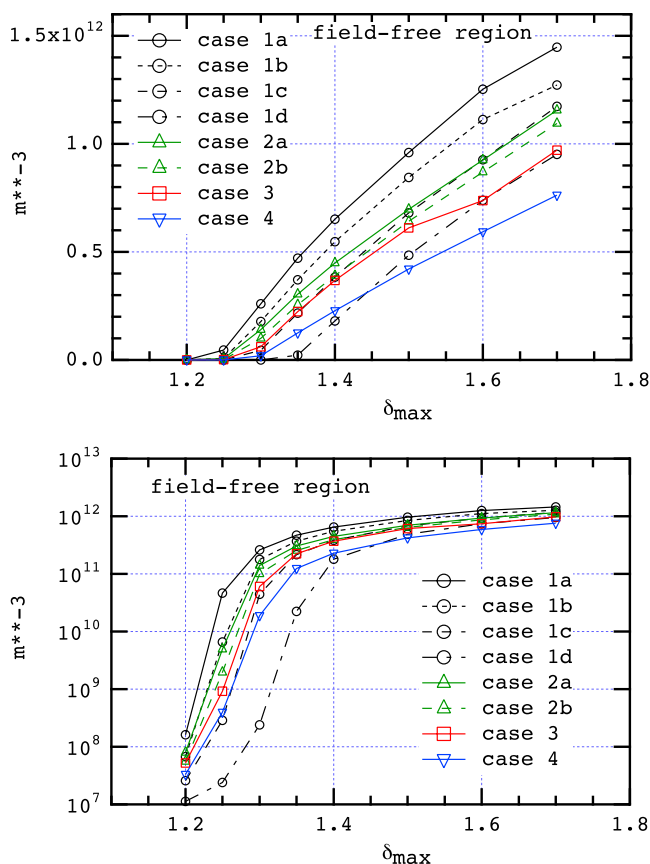 1.5x10¹²
field-free region
case 1a
case 1b
case 1c
case 1d
case 2a
case 2b
case 3
case 4
1.0
0.5
0.0
m**-3
1.2 1.4 1.6 1.8
δmax
10¹³
field-free region
10¹²
10¹¹
10¹⁰
10⁹
10⁸
10⁷
m**-3
case 1a
case 1b
case 1c
case 1d
case 2a
case 2b
case 3
case 4
1.2 1.4 1.6 1.8
δmax